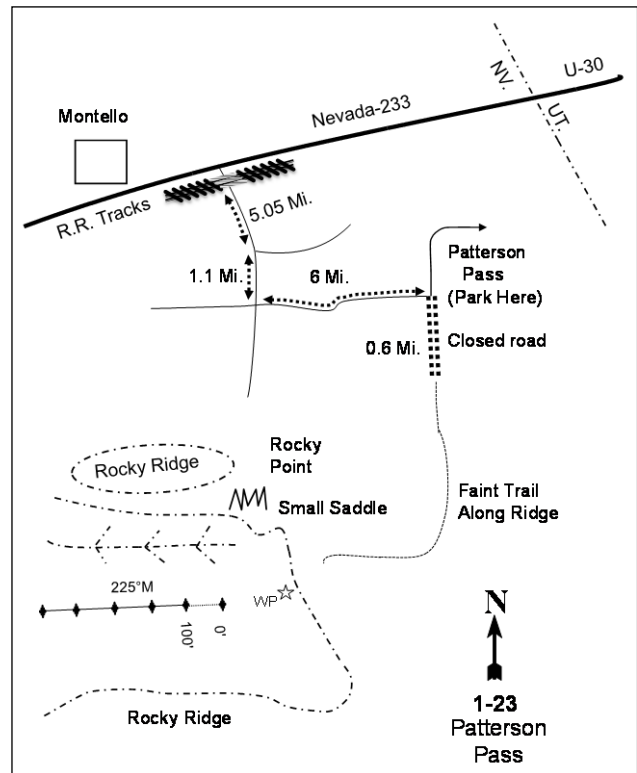 NV.
U-30
UT.
Nevada-233
Montello
R.R. Tracks
5.05 Mi.
1.1 Mi.
6 Mi.
Patterson
Pass
(Park Here)
0.6 Mi.
Closed road
Rocky Ridge
Rocky
Point
Small Saddle
Faint Trail
Along Ridge
225°M
WP
100'
0'
N
Rocky Ridge
1-23
Patterson
Pass